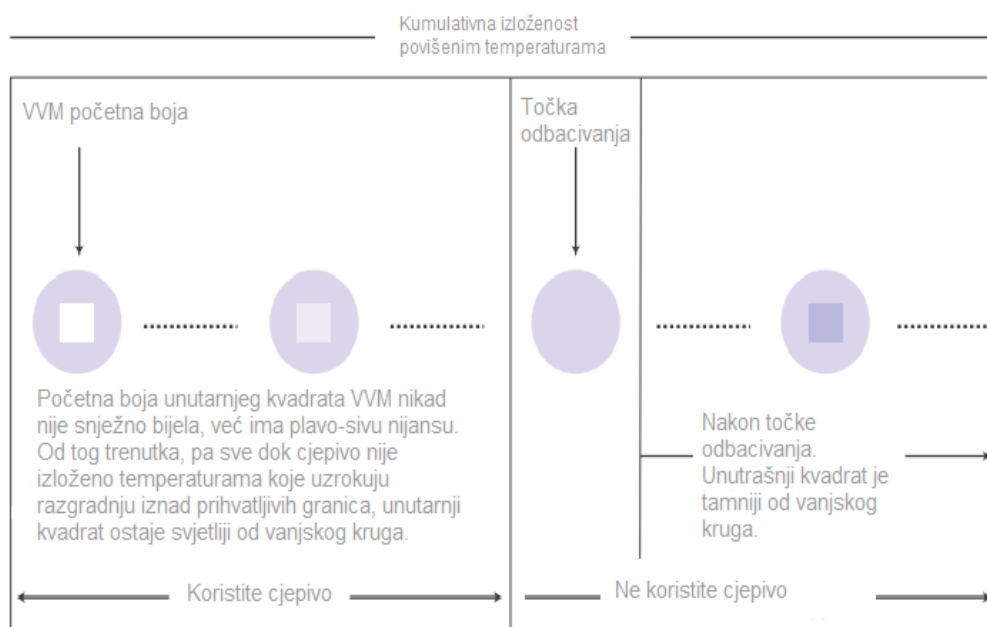 Kumulativna izloženost
povišenim temperaturama
VVM početna boja
Točka
odbacivanja
Početna boja unutarnjeg kvadrata VVM nikad
nije snježno bijela, već ima plavo-sivu nijansu.
Od tog trenutka, pa sve dok cjepivo nije
izloženo temperaturama koje uzrokuju
razgradnju iznad prihvatljivih granica, unutarnji
kvadrat ostaje svjetliji od vanjskog kruga.
Nakon točke
odbacivanja.
Unutrašnji kvadrat je
tamniji od vanjskog
kruga.
Koristite cjepivo
Ne koristite cjepivo